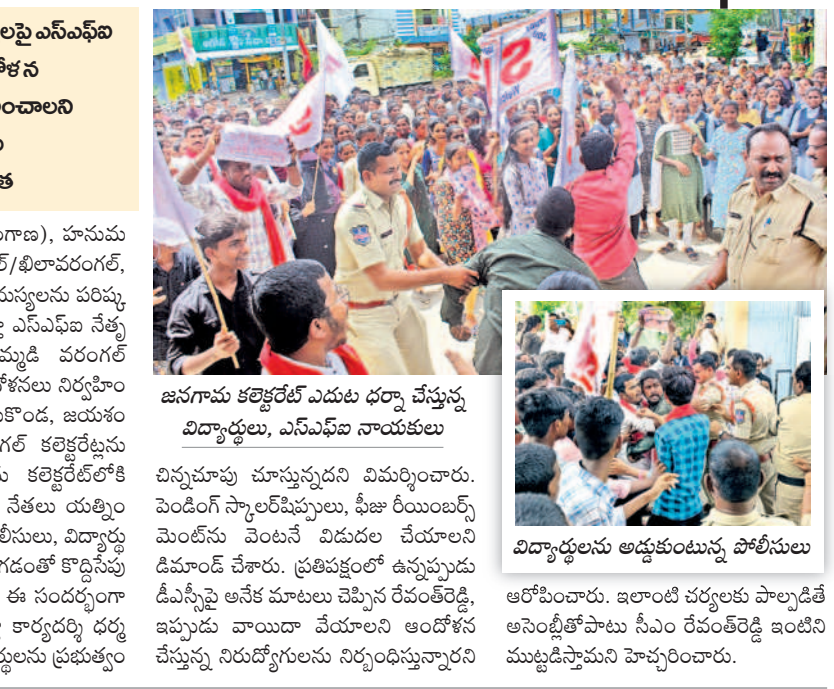 లపై ఎస్ఎఫ్ఐ
ళన
ంచాలని
త
గాణ), హనుమ
ల్/ఖిలావరంగల్,
మస్యలను పరిష్క
ఎస్ఎఫ్ఐ నేతృ
మ్మడి వరంగల్
ళనలు నిర్వహిం
కొండ, జయశం
గల్ కలెక్టరేట్లను
కలెక్టరేట్‌లోకి
నేతలు యత్నిం
లీసులు, విద్యార్థు
గడంతో కొద్దిసేపు
ఈ సందర్భంగా
కార్యదర్శి ధర్మ
ర్థులను ప్రభుత్వం
జనగామ కలెక్టరేట్ ఎదుట ధర్నా చేస్తున్న
విద్యార్థులు, ఎస్ఎఫ్ఐ నాయకులు
చిన్నచూపు చూస్తున్నదని విమర్శించారు.
పెండింగ్ స్కాలర్‌షిప్పులు, ఫీజు రీయింబర్స్
మెంట్‌ను వెంటనే విడుదల చేయాలని
డిమాండ్ చేశారు. ప్రతిపక్షంలో ఉన్నప్పుడు
డీఎస్సీపై అనేక మాటలు చెప్పిన రేవంత్‌రెడ్డి,
ఇప్పుడు వాయిదా వేయాలని ఆందోళన
చేస్తున్న నిరుద్యోగులను నిర్బంధిస్తున్నారని
విద్యార్థులను అడ్డుకుంటున్న పోలీసులు
ఆరోపించారు. ఇలాంటి చర్యలకు పాల్పడితే
అసెంబ్లీతోపాటు సీఎం రేవంత్‌రెడ్డి ఇంటిని
ముట్టడిస్తామని హెచ్చరించారు.